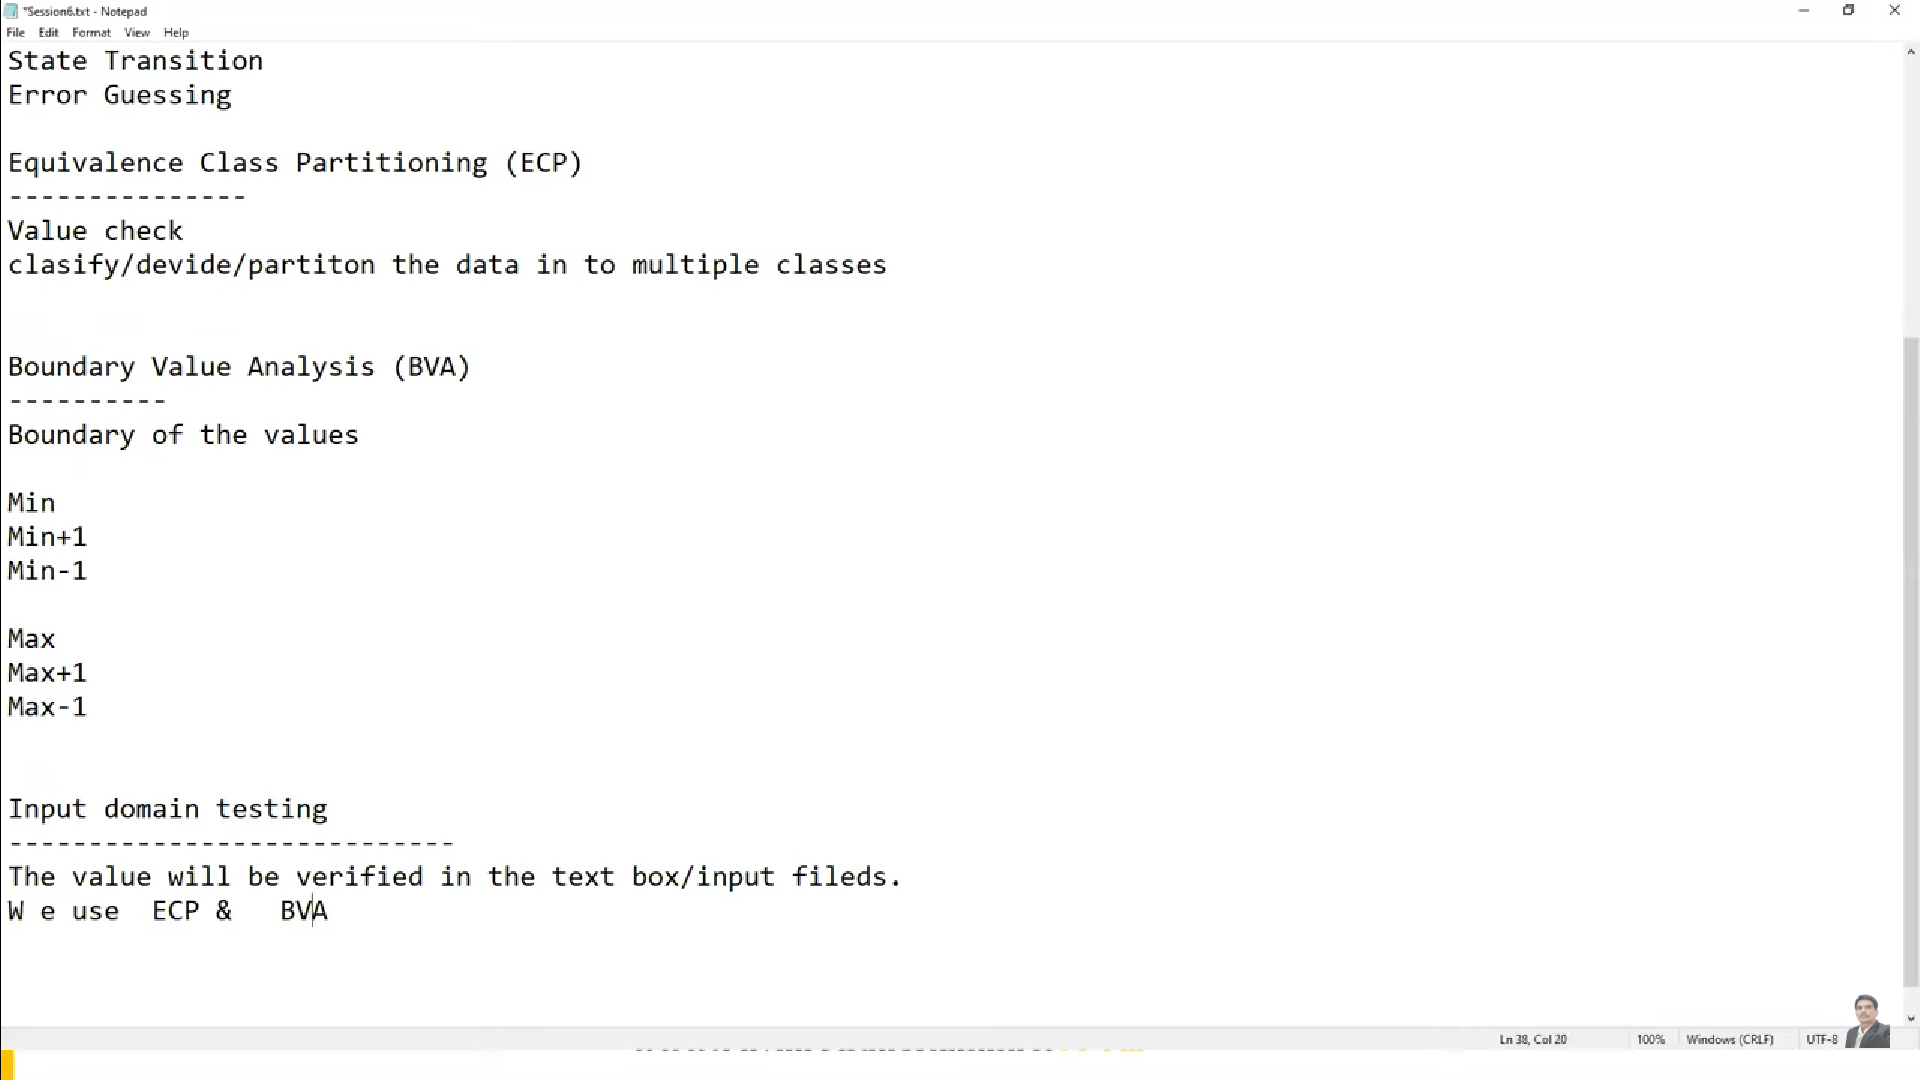 *Session6.txt - Notepad
File Edit Format View Help
State Transition
Error Guessing
Equivalence Class Partitioning (ECP)
---------------
Value check
clasify/devide/partiton the data in to multiple classes
Boundary Value Analysis (BVA)
----------
Boundary of the values
Min
Min+1
Min-1
Max
Max+1
Max-1
Input domain testing
----------------------------
The value will be verified in the text box/input fileds.
W e use  ECP &   BVA
Ln 38, Col 20 100% Windows (CRLF) UTF-8